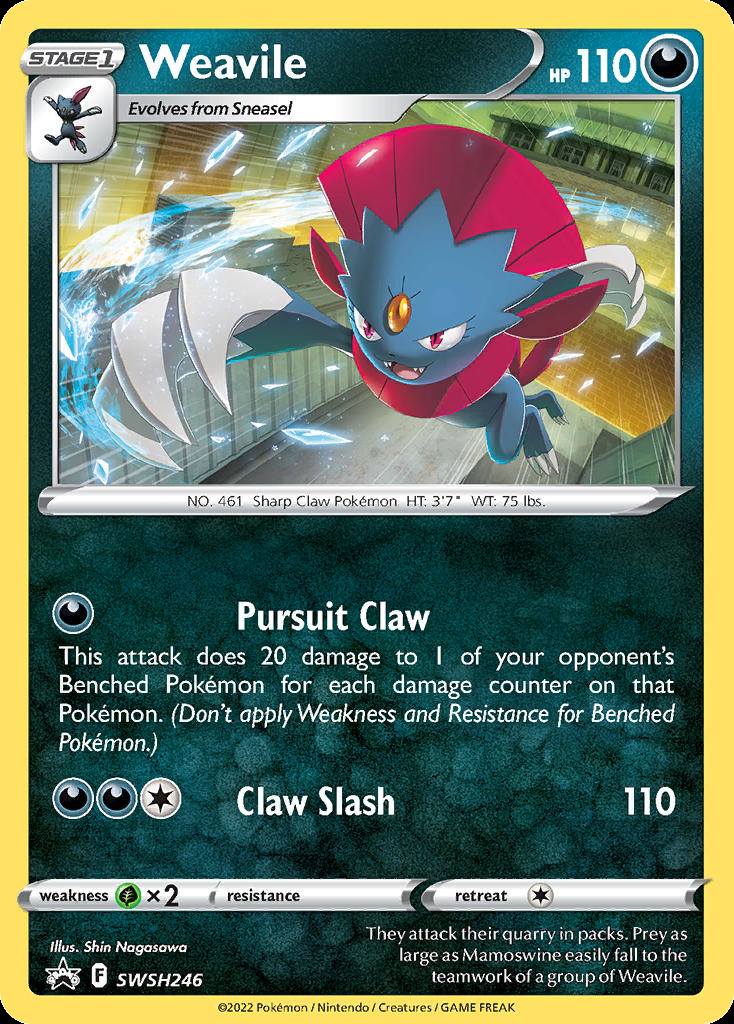 STAGE1
Weavile
HP 110
Evolves from Sneasel
NO. 461 Sharp Claw Pokémon HT: 3'7" WT: 75 lbs.
Pursuit Claw
This attack does 20 damage to 1 of your opponent's
Benched Pokémon for each damage counter on that
Pokémon. (Don't apply Weakness and Resistance for Benched
Pokémon.)
Claw Slash 110
weakness ×2 resistance retreat
Illus. Shin Nagasawa
They attack their quarry in packs. Prey as
large as Mamoswine easily fall to the
teamwork of a group of Weavile.
F SWSH246
©2022 Pokémon / Nintendo / Creatures / GAME FREAK